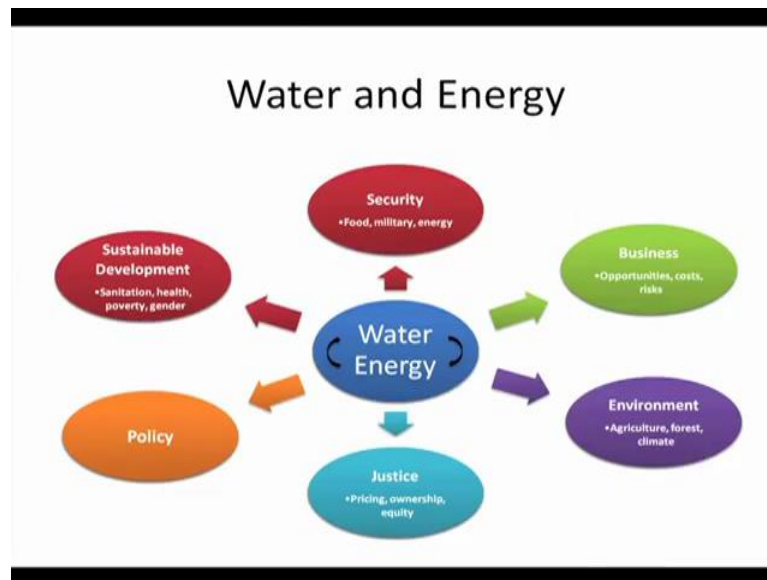 Water and Energy
Security
•Food, military, energy
Sustainable
Development
•Sanitation, health,
poverty, gender
Business
•Opportunities, costs,
risks
Water
Energy
Policy
Environment
•Agriculture, forest,
climate
Justice
•Pricing, ownership,
equity